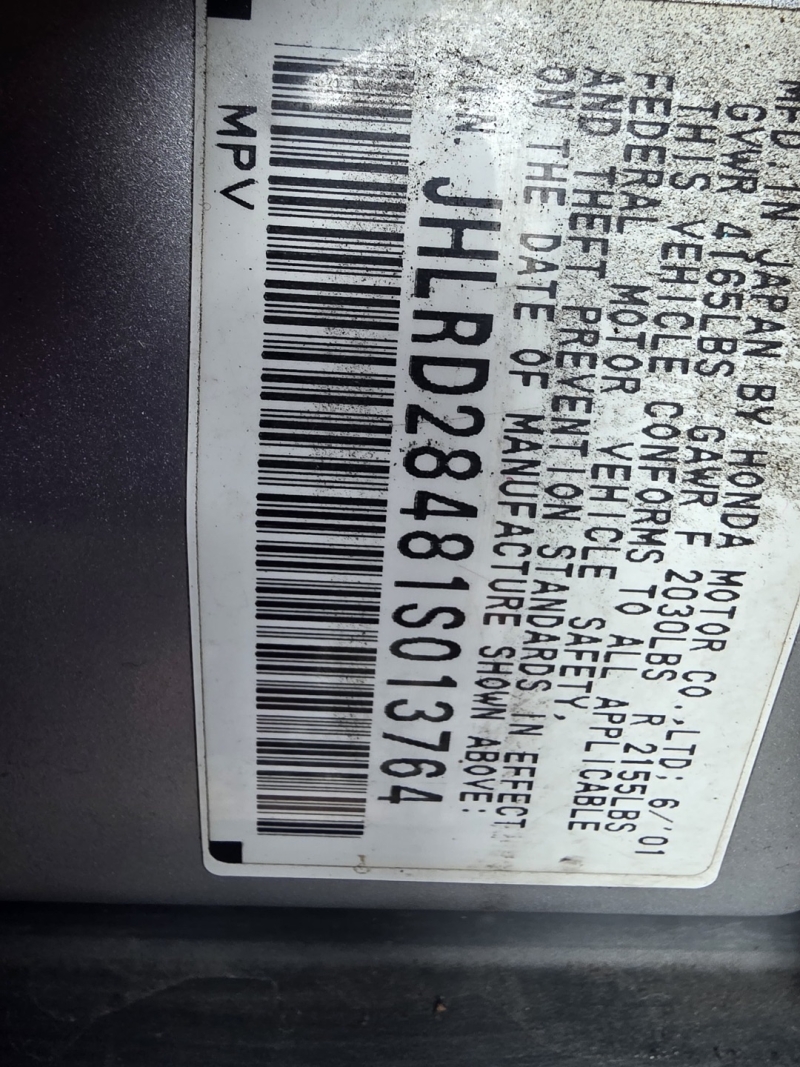 MFD. IN JAPAN BY HONDA MOTOR CO.,LTD; 6/'01
GVWR 4165LBS GAWR F 2030LBS R 2155LBS
THIS VEHICLE CONFORMS TO ALL APPLICABLE
FEDERAL MOTOR VEHICLE SAFETY,
AND THEFT PREVENTION STANDARDS IN EFFECT
ON THE DATE OF MANUFACTURE SHOWN ABOVE:
JHLRD28481S013764
MPV